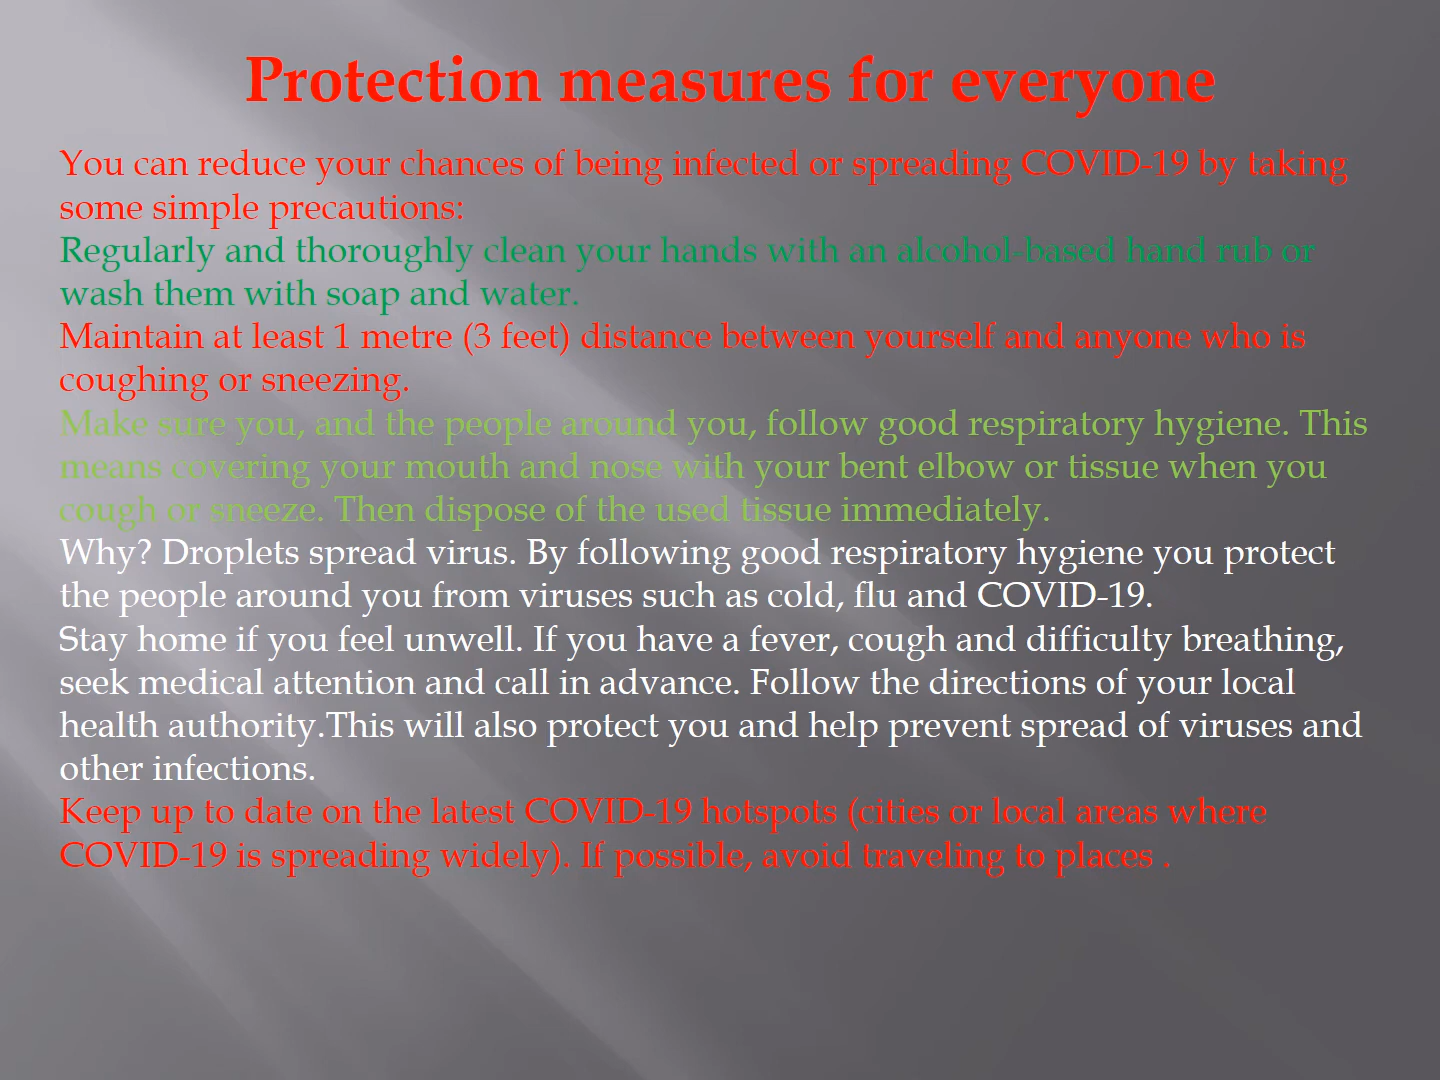 Protection measures for everyone
You can reduce your chances of being infected or spreading COVID-19 by taking
some simple precautions:
Regularly and thoroughly clean your hands with an alcohol-based hand rub or
wash them with soap and water.
Maintain at least 1 metre (3 feet) distance between yourself and anyone who is
coughing or sneezing.
Make sure you, and the people around you, follow good respiratory hygiene. This
means covering your mouth and nose with your bent elbow or tissue when you
cough or sneeze. Then dispose of the used tissue immediately.
Why? Droplets spread virus. By following good respiratory hygiene you protect
the people around you from viruses such as cold, flu and COVID-19.
Stay home if you feel unwell. If you have a fever, cough and difficulty breathing,
seek medical attention and call in advance. Follow the directions of your local
health authority.This will also protect you and help prevent spread of viruses and
other infections.
Keep up to date on the latest COVID-19 hotspots (cities or local areas where
COVID-19 is spreading widely). If possible, avoid traveling to places .